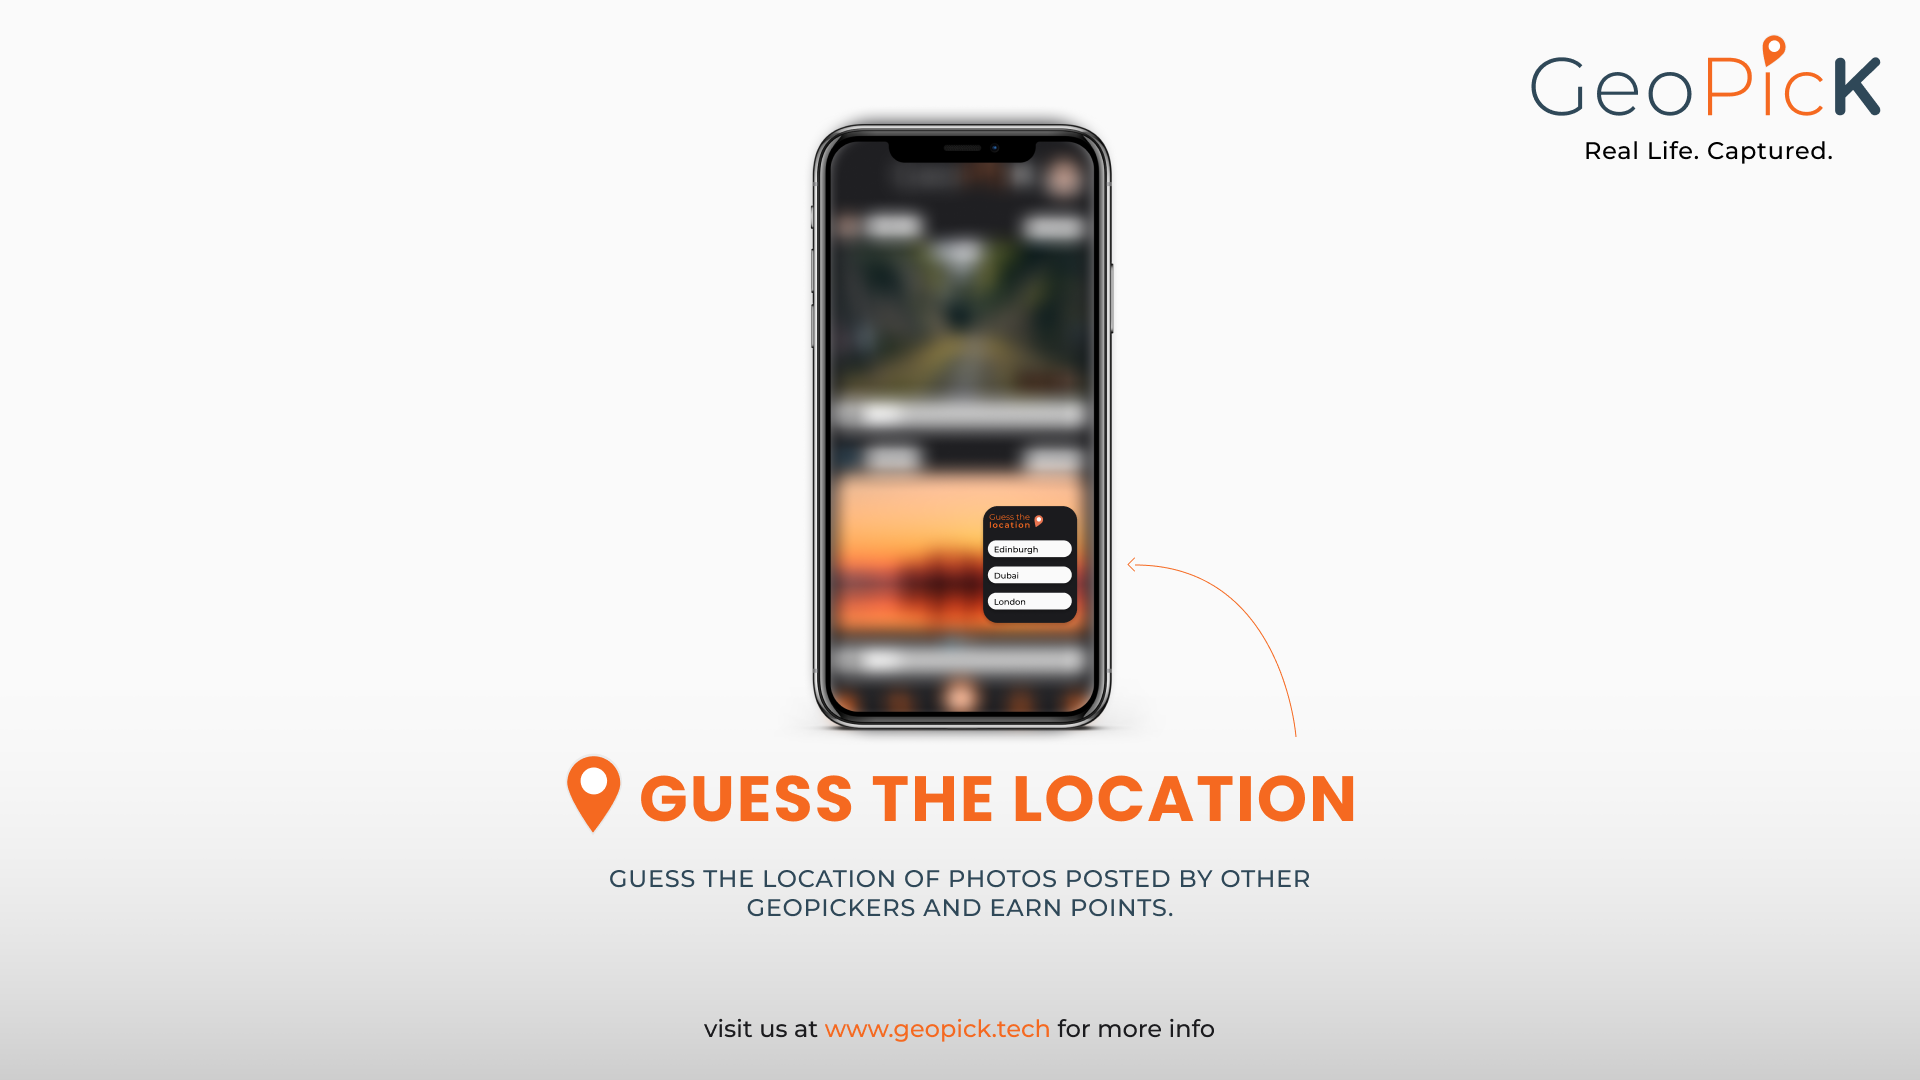 GeoPicK
Real Life. Captured.
Guess the
location
Edinburgh
Dubai
London
GUESS THE LOCATION
GUESS THE LOCATION OF PHOTOS POSTED BY OTHER
GEOPICKERS AND EARN POINTS.
visit us at www.geopick.tech for more info